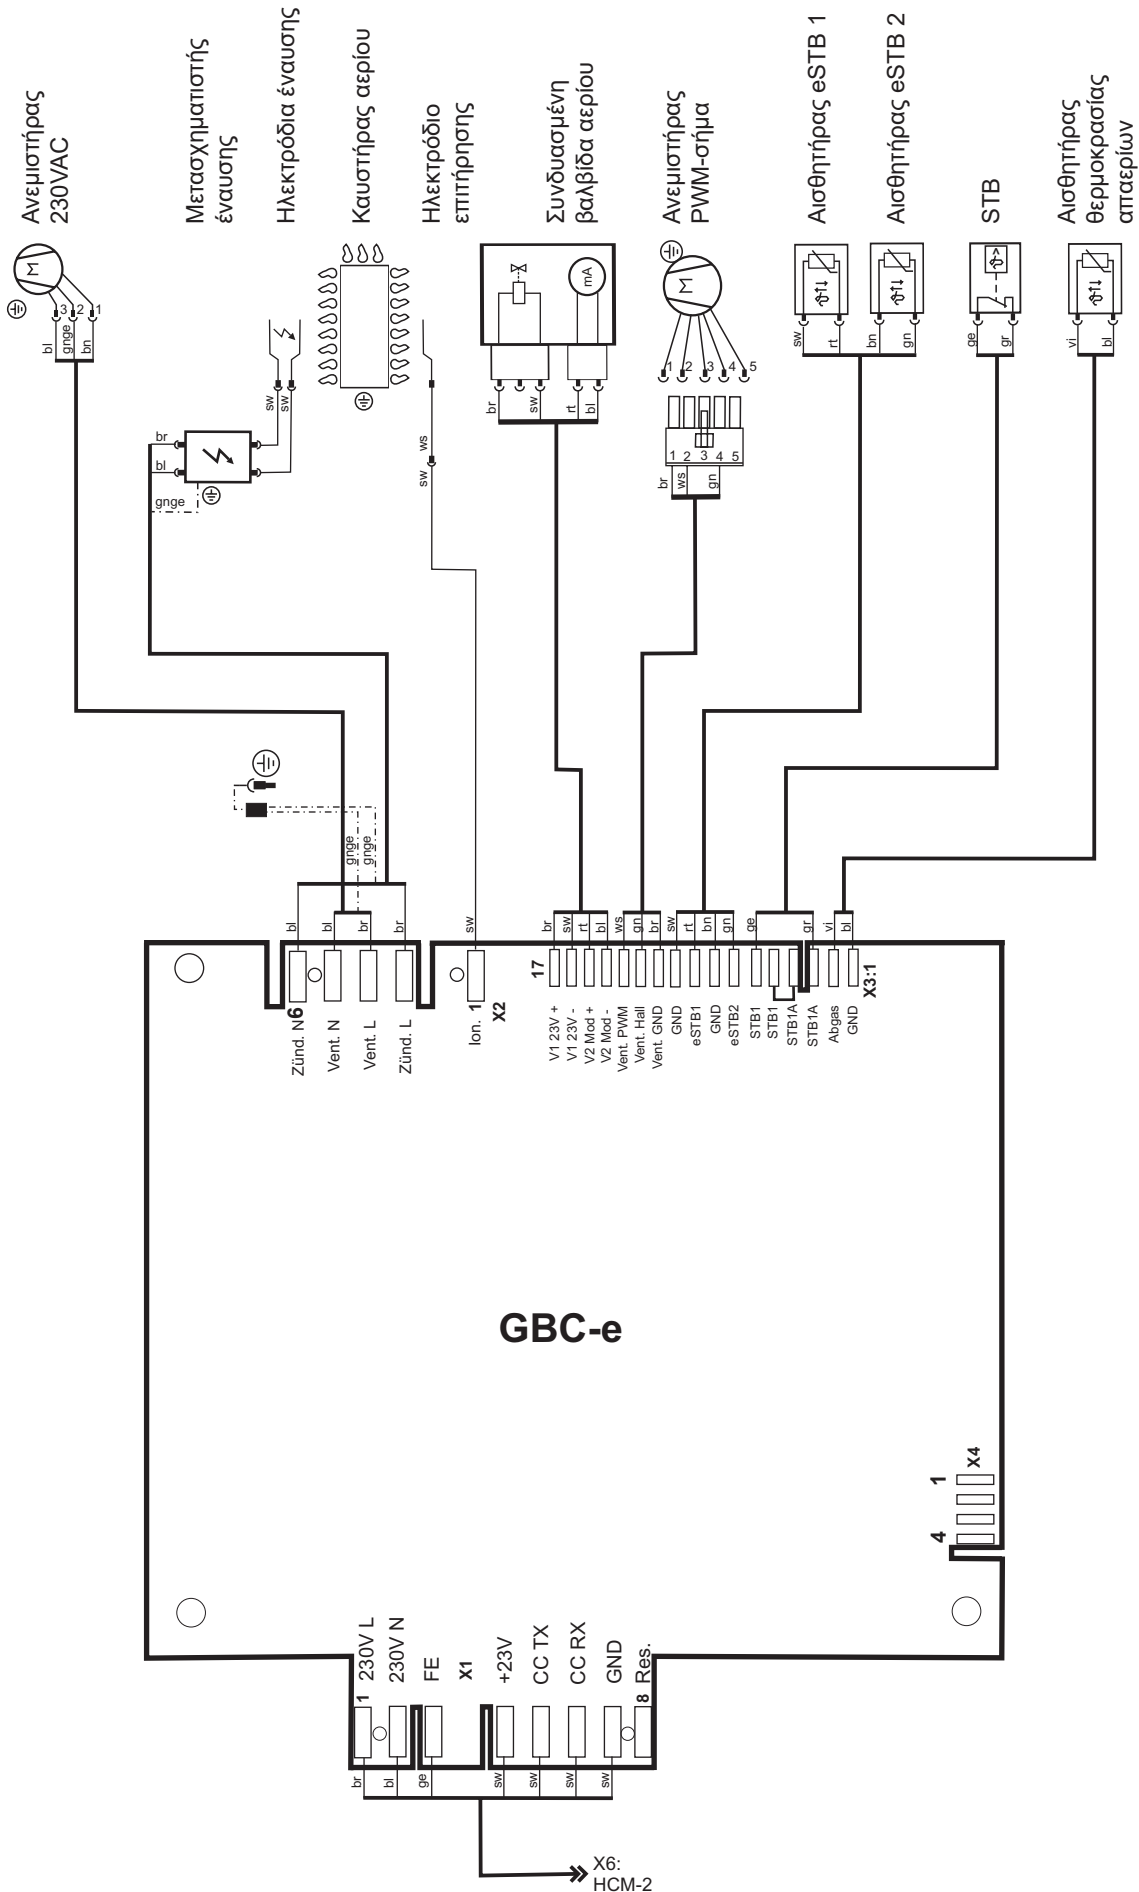 Ανεμιστήρας
230VAC
Μετασχηματιστής
έναυσης
Ηλεκτρόδια έναυσης
Καυστήρας αερίου
Ηλεκτρόδιο
επιτήρησης
Συνδυασμένη
βαλβίδα αερίου
Ανεμιστήρας
PWM-σήμα
Αισθητήρας eSTB 1
Αισθητήρας eSTB 2
STB
Αισθητήρας
θερμοκρασίας
απαερίων
M
3
2
1
bl
gnge
bn
br
bl
gnge
sw
sw
ws
sw
mA
br
sw
rt
bl
M
1
2
3
4
5
1
2
3
4
5
br
ws
gn
sw
rt
bn
gn
ge
gr
vi
bl
gnge
gnge
bl
bl
br
br
sw
br
sw
rt
bl
ws
gn
br
sw
rt
bn
gn
ge
gr
vi
bl
6
Zünd. N
Vent. N
Vent. L
Zünd. L
1
Ion.
X2
17
V1 23V +
V1 23V -
V2 Mod +
V2 Mod -
Vent. PWM
Vent. Hall
Vent. GND
GND
eSTB1
GND
eSTB2
STB1
STB1
STB1A
STB1A
Abgas
GND
X3:1
GBC-e
1
4
X4
1
230V L
230V N
FE
X1
+23V
CC TX
CC RX
GND
8
Res.
br
bl
ge
sw
sw
sw
sw
X6:
HCM-2